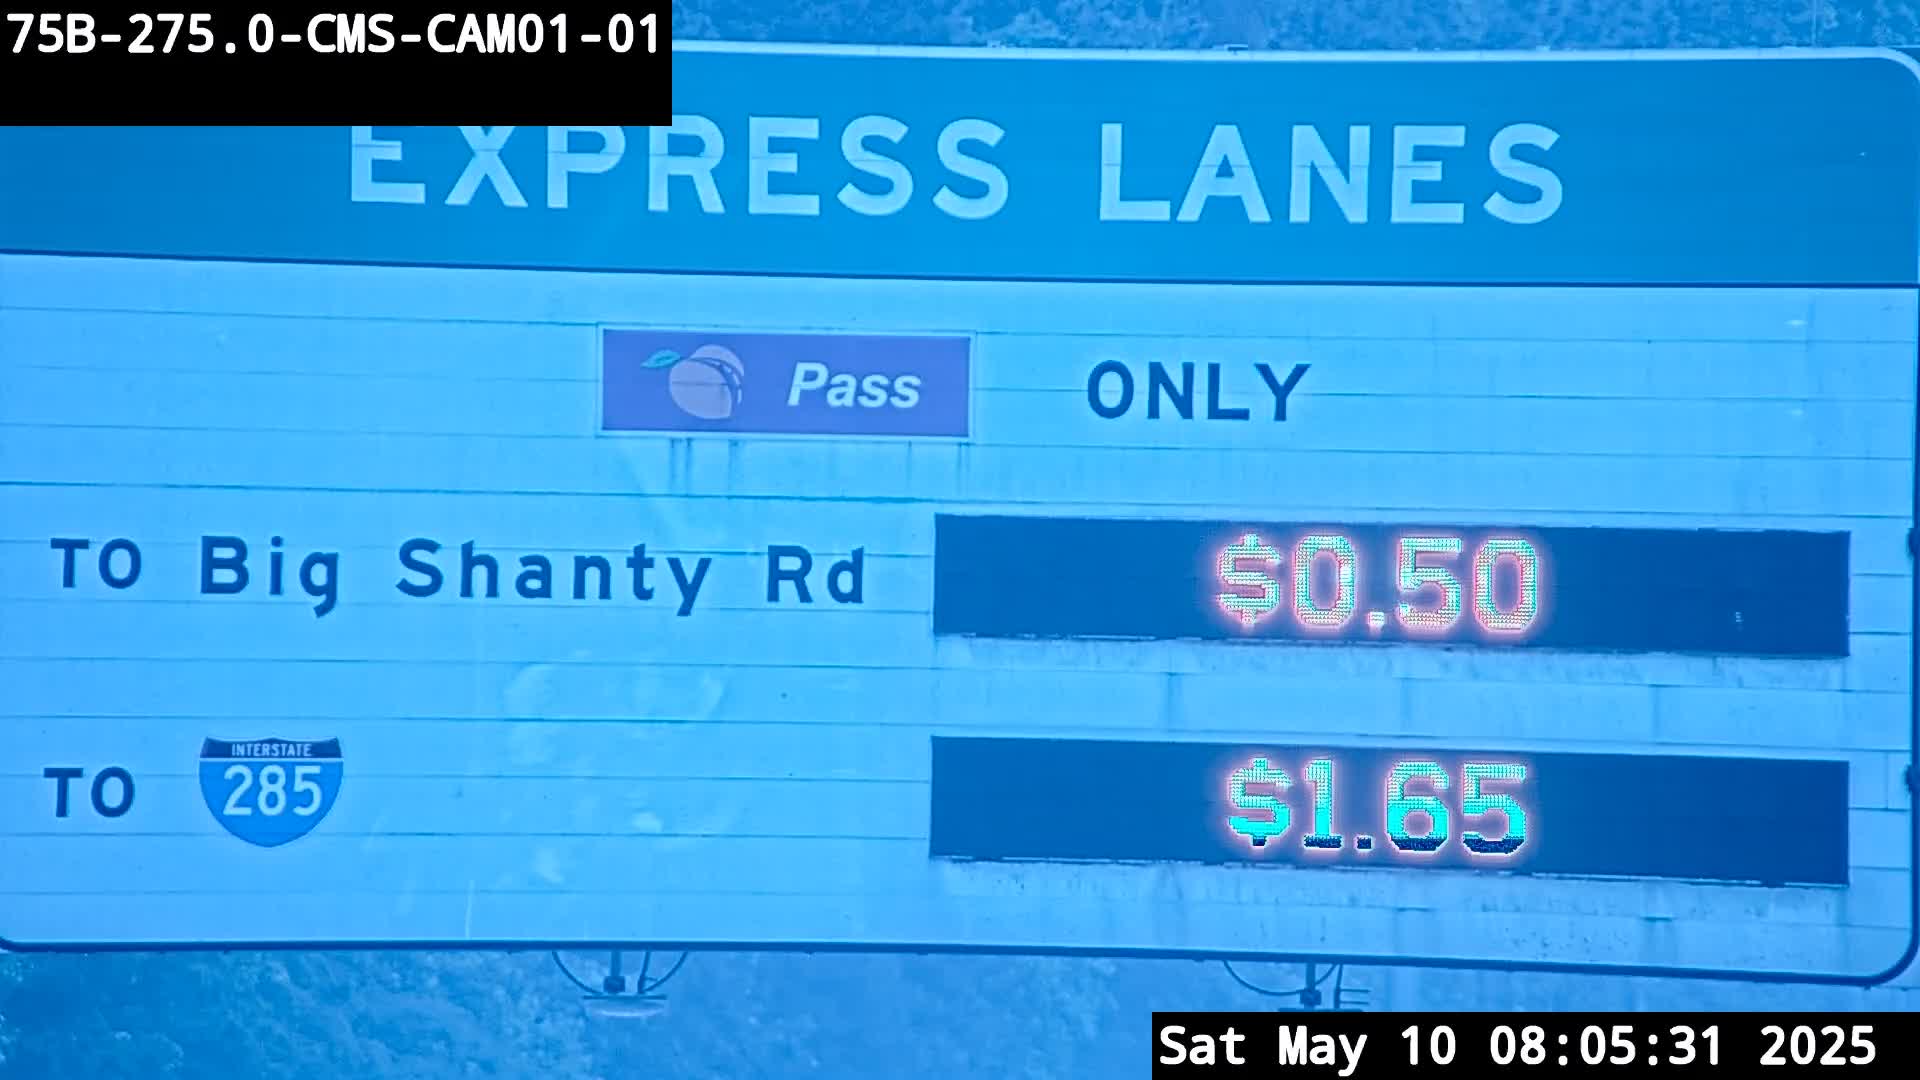 75B-275.0-CMS-CAM01-01
EXPRESS LANES
Pass ONLY
TO Big Shanty Rd $0.50
INTERSTATE
TO 285 $1.65
Sat May 10 08:05:31 2025